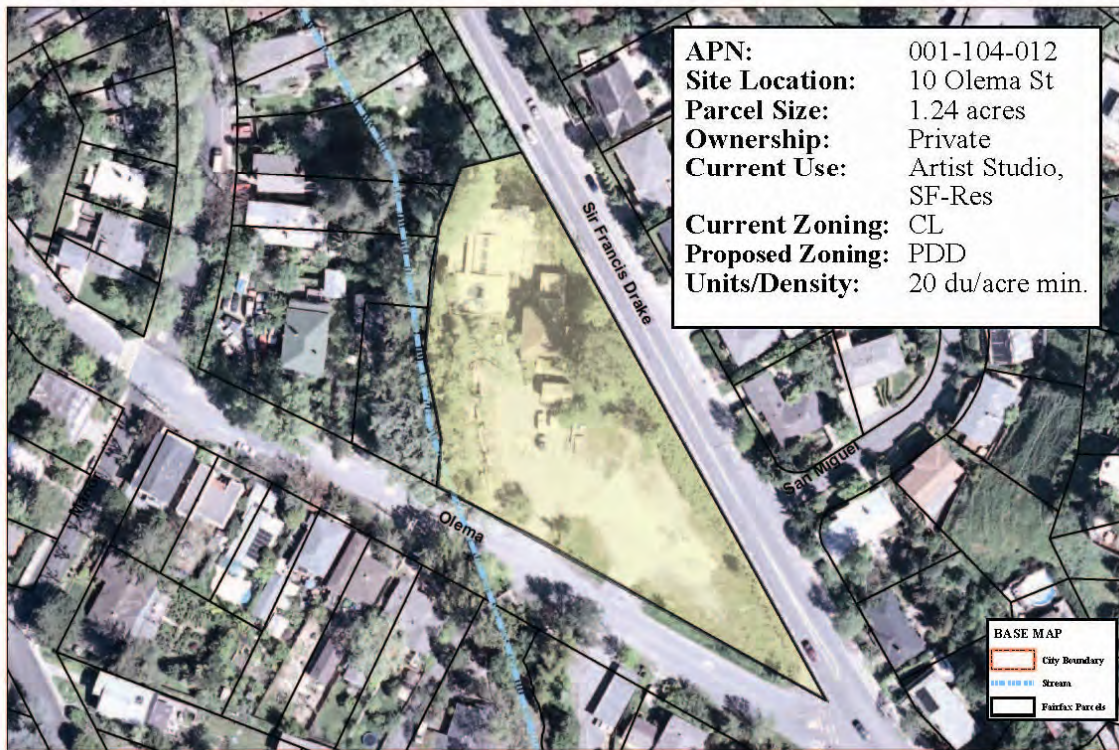 APN: 001-104-012
Site Location: 10 Olema St
Parcel Size: 1.24 acres
Ownership: Private
Current Use: Artist Studio,
SF-Res
Current Zoning: CL
Proposed Zoning: PDD
Units/Density: 20 du/acre min.
Sir Francis Drake
San Miguel
Olema
BASE MAP
City Boundary
Stream
Fairfax Parcels